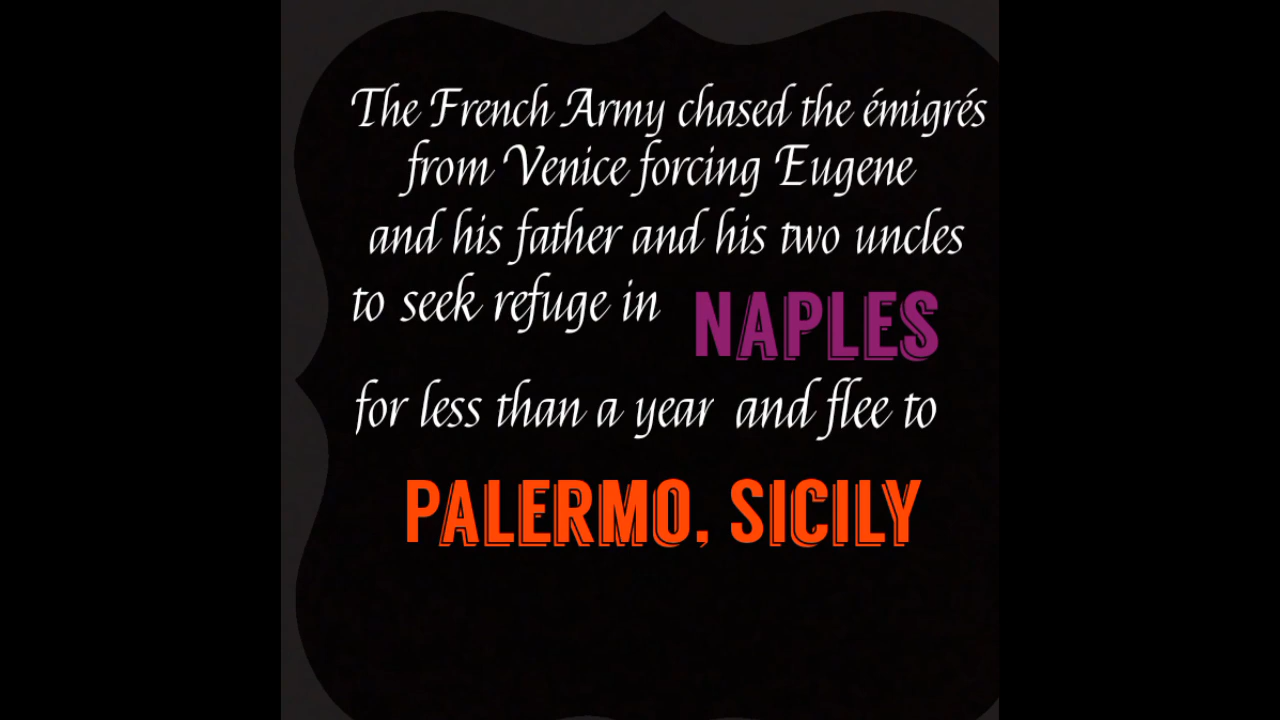 The French Army chased the émigrés
from Venice forcing Eugene
and his father and his two uncles
to seek refuge in NAPLES
for less than a year and flee to
PALERMO, SICILY